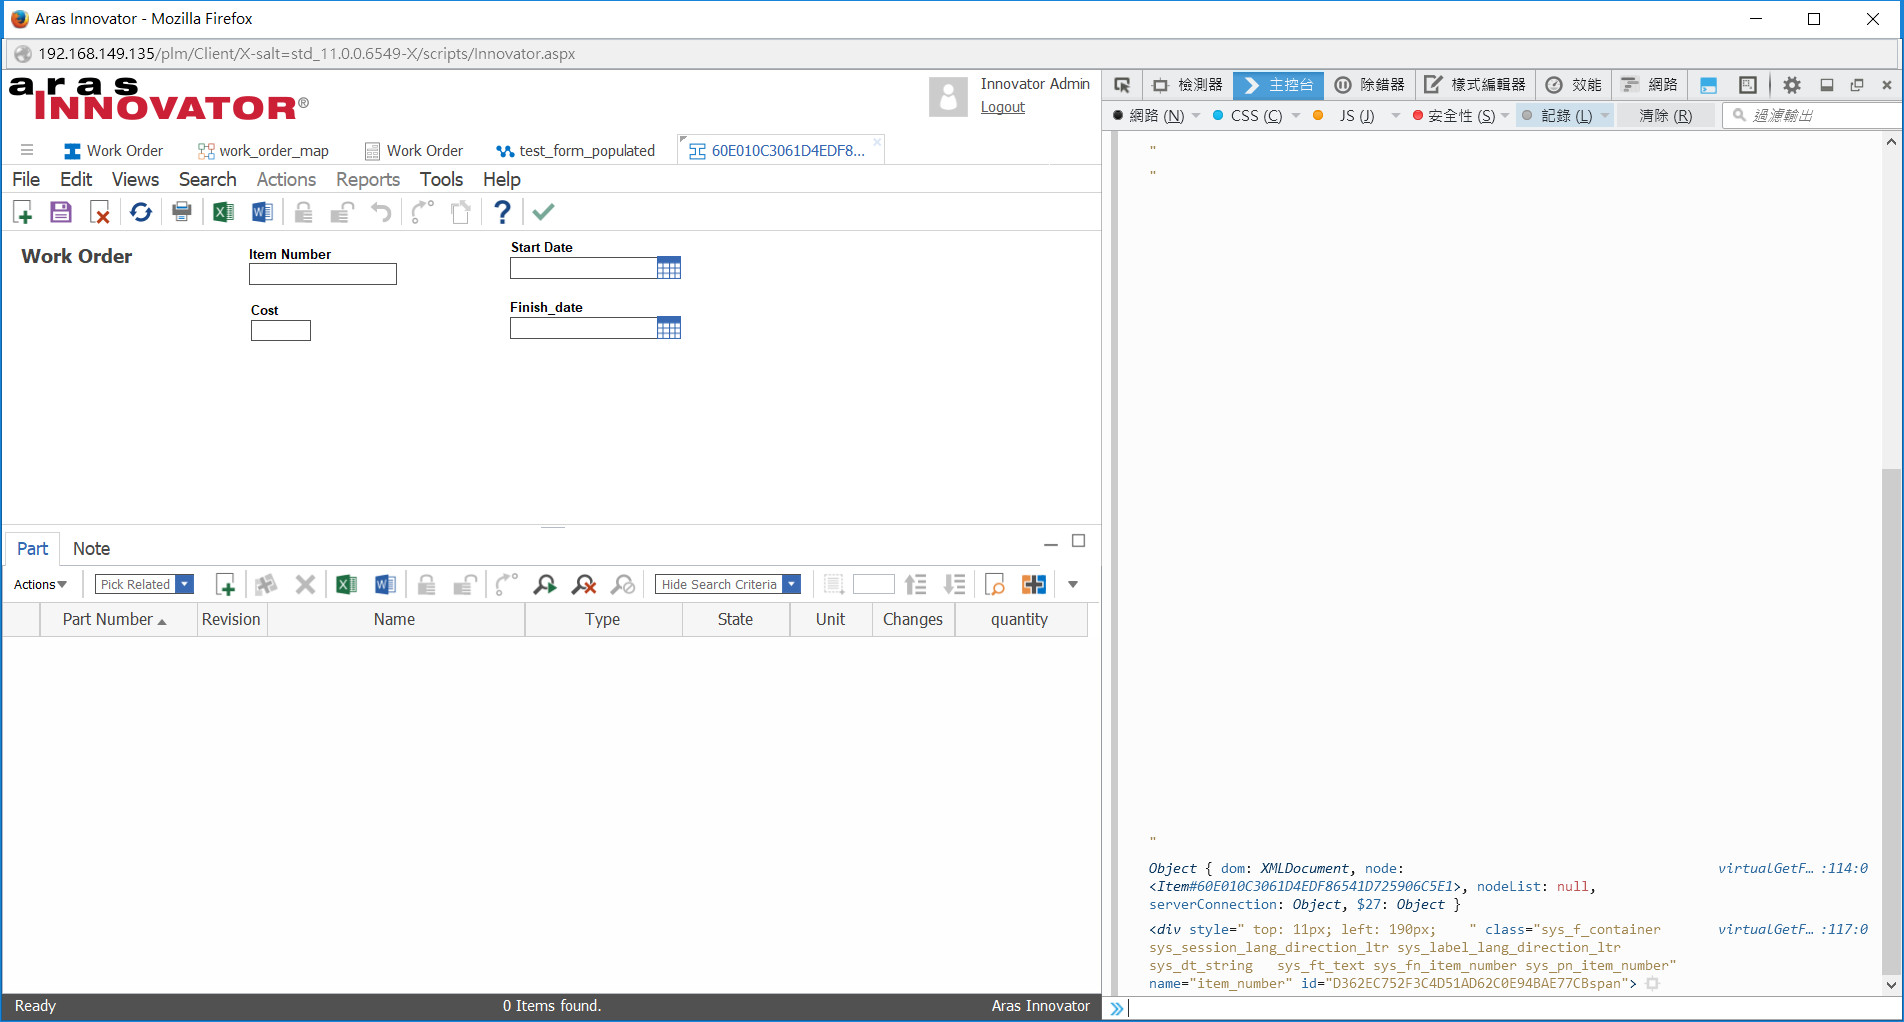 Aras Innovator - Mozilla Firefox
192.168.149.135/plm/Client/X-salt=std_11.0.0.6549-X/scripts/Innovator.aspx
aras
INNOVATOR®
Innovator Admin
Logout
Work Order
work_order_map
Work Order
test_form_populated
60E010C3061D4EDF8...
File Edit Views Search Actions Reports Tools Help
Work Order
Item Number
Start Date
Cost
Finish_date
Part Note
Actions
Pick Related
Hide Search Criteria
Part Number Revision Name Type State Unit Changes quantity
Ready
0 Items found.
Aras Innovator
檢測器 主控台 除錯器 樣式編輯器 效能 網路
網路 (N) CSS (C) JS (J) 安全性 (S) 記錄 (L) 清除 (R) 過濾輸出
"
"
"
Object { dom: XMLDocument, node: virtualGetF… :114:0
<Item#60E010C3061D4EDF86541D725906C5E1>, nodeList: null,
serverConnection: Object, $27: Object }
<div style=" top: 11px; left: 190px; " class="sys_f_container virtualGetF… :117:0
sys_session_lang_direction_ltr sys_label_lang_direction_ltr
sys_dt_string sys_ft_text sys_fn_item_number sys_pn_item_number"
name="item_number" id="D362EC752F3C4D51AD62C0E94BAE77CBspan">